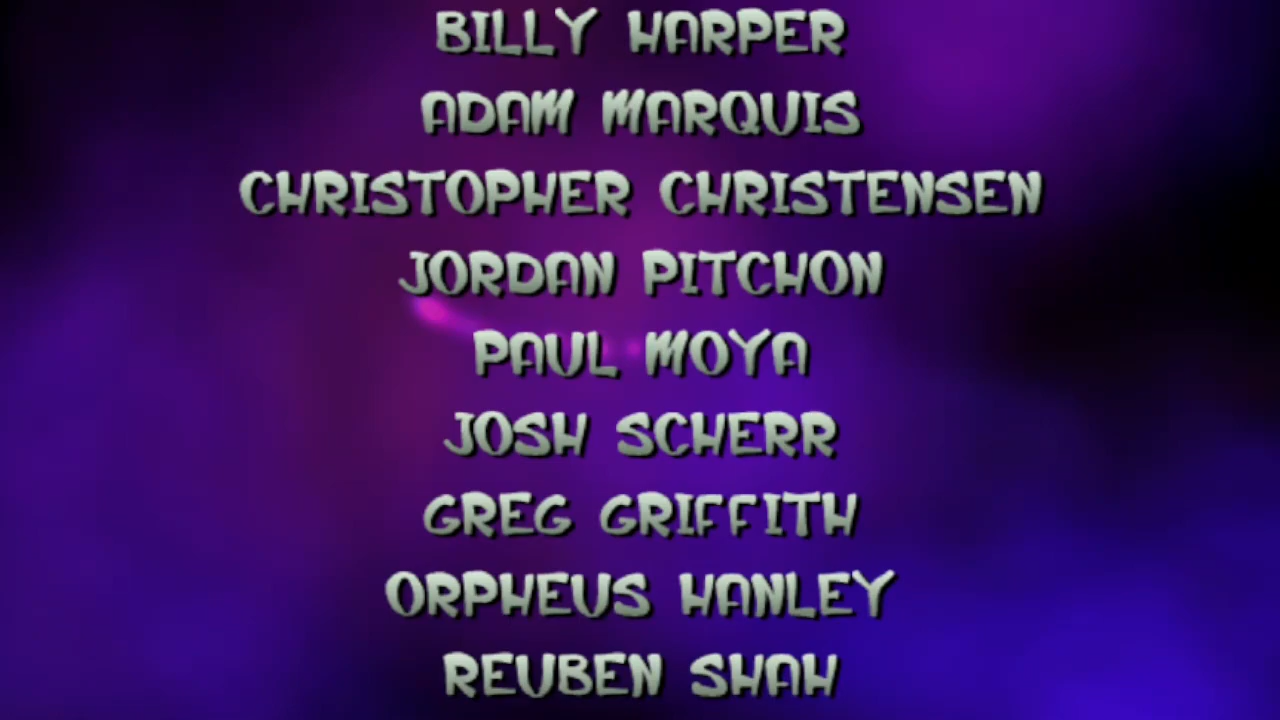 BILLY HARPER
ADAM MARQUIS
CHRISTOPHER CHRISTENSEN
JORDAN PITCHON
PAUL MOYA
JOSH SCHERR
GREG GRIFFITH
ORPHEUS HANLEY
REUBEN SHAH